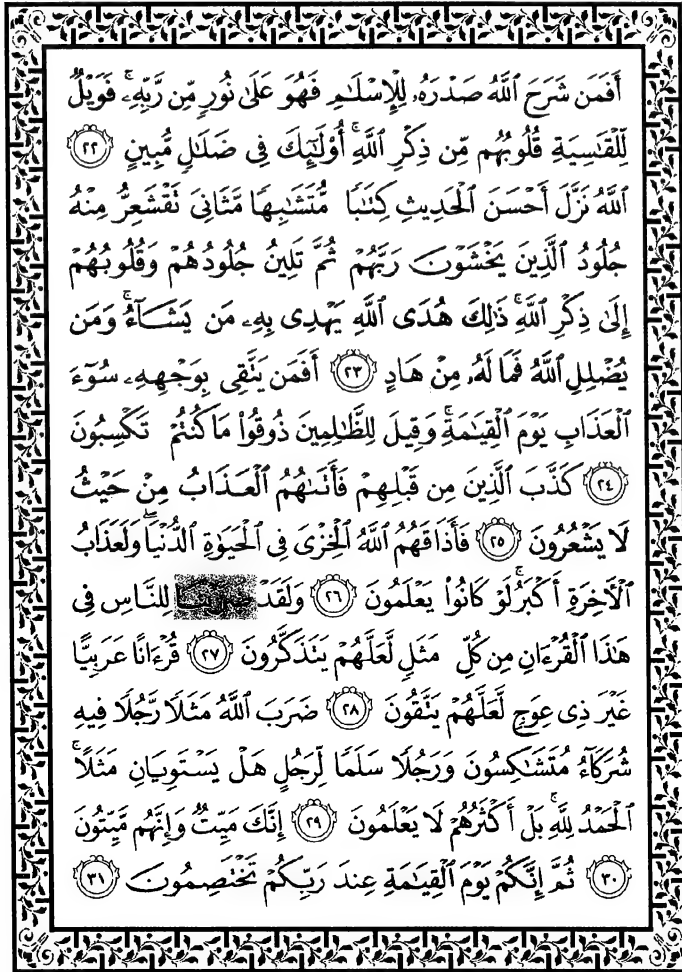 أَفَمَن شَرَحَ ٱللَّهُ صَدْرَهُۥ لِلْإِسْلَٰمِ فَهُوَ عَلَىٰ نُورٍ مِّن رَّبِّهِۦ ۚ فَوَيْلٌ
لِّلْقَٰسِيَةِ قُلُوبُهُم مِّن ذِكْرِ ٱللَّهِ ۚ أُو۟لَٰٓئِكَ فِى ضَلَٰلٍ مُّبِينٍ ٢٢
ٱللَّهُ نَزَّلَ أَحْسَنَ ٱلْحَدِيثِ كِتَٰبًا مُّتَشَٰبِهًا مَّثَانِىَ تَقْشَعِرُّ مِنْهُ
جُلُودُ ٱلَّذِينَ يَخْشَوْنَ رَبَّهُمْ ثُمَّ تَلِينُ جُلُودُهُمْ وَقُلُوبُهُمْ
إِلَىٰ ذِكْرِ ٱللَّهِ ۚ ذَٰلِكَ هُدَى ٱللَّهِ يَهْدِى بِهِۦ مَن يَشَآءُ ۚ وَمَن
يُضْلِلِ ٱللَّهُ فَمَا لَهُۥ مِنْ هَادٍ ٢٣ أَفَمَن يَتَّقِى بِوَجْهِهِۦ سُوٓءَ
ٱلْعَذَابِ يَوْمَ ٱلْقِيَٰمَةِ ۚ وَقِيلَ لِلظَّٰلِمِينَ ذُوقُوا۟ مَا كُنتُمْ تَكْسِبُونَ
٢٤ كَذَّبَ ٱلَّذِينَ مِن قَبْلِهِمْ فَأَتَىٰهُمُ ٱلْعَذَابُ مِنْ حَيْثُ
لَا يَشْعُرُونَ ٢٥ فَأَذَاقَهُمُ ٱللَّهُ ٱلْخِزْىَ فِى ٱلْحَيَوٰةِ ٱلدُّنْيَا ۖ وَلَعَذَابُ
ٱلْءَاخِرَةِ أَكْبَرُ ۚ لَوْ كَانُوا۟ يَعْلَمُونَ ٢٦ وَلَقَدْ لِلنَّاسِ فِى
هَٰذَا ٱلْقُرْءَانِ مِن كُلِّ مَثَلٍ لَّعَلَّهُمْ يَتَذَكَّرُونَ ٢٧ قُرْءَانًا عَرَبِيًّا
غَيْرَ ذِى عِوَجٍ لَّعَلَّهُمْ يَتَّقُونَ ٢٨ ضَرَبَ ٱللَّهُ مَثَلًا رَّجُلًا فِيهِ
شُرَكَآءُ مُتَشَٰكِسُونَ وَرَجُلًا سَلَمًا لِّرَجُلٍ هَلْ يَسْتَوِيَانِ مَثَلًا ۚ
ٱلْحَمْدُ لِلَّهِ ۚ بَلْ أَكْثَرُهُمْ لَا يَعْلَمُونَ ٢٩ إِنَّكَ مَيِّتٌ وَإِنَّهُم مَّيِّتُونَ
٣٠ ثُمَّ إِنَّكُمْ يَوْمَ ٱلْقِيَٰمَةِ عِندَ رَبِّكُمْ تَخْتَصِمُونَ ٣١